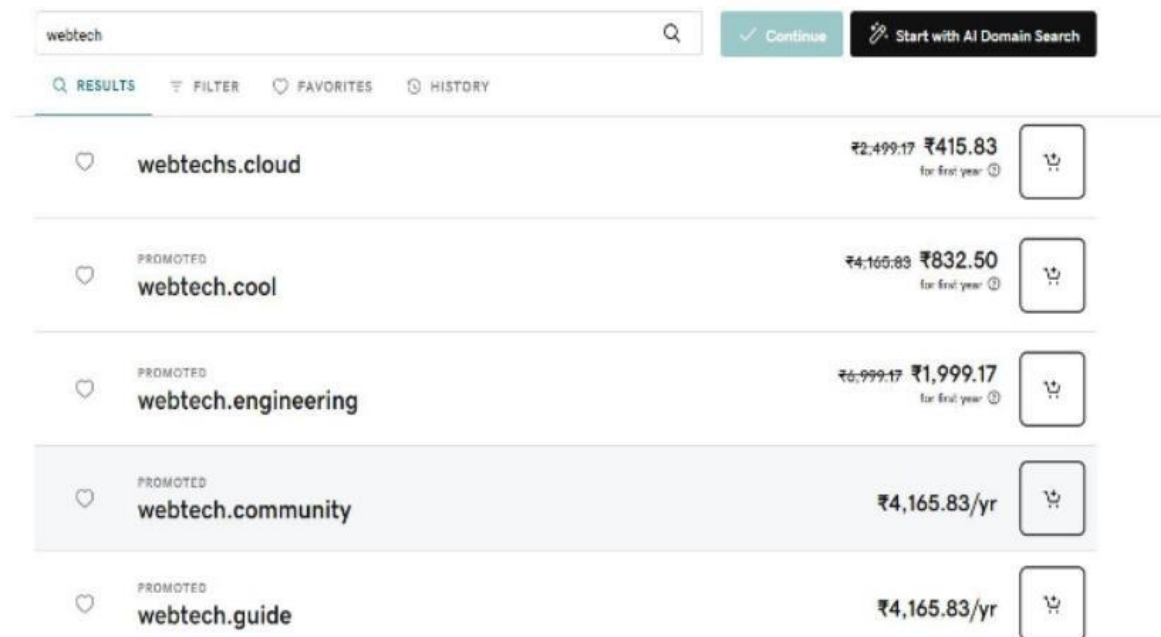 webtech
Continue
Start with AI Domain Search
RESULTS
FILTER
FAVORITES
HISTORY
webtechs.cloud
₹2,499.17 ₹415.83
for first year
PROMOTED
webtech.cool
₹4,165.83 ₹832.50
for first year
PROMOTED
webtech.engineering
₹6,999.17 ₹1,999.17
for first year
PROMOTED
webtech.community
₹4,165.83/yr
PROMOTED
webtech.guide
₹4,165.83/yr